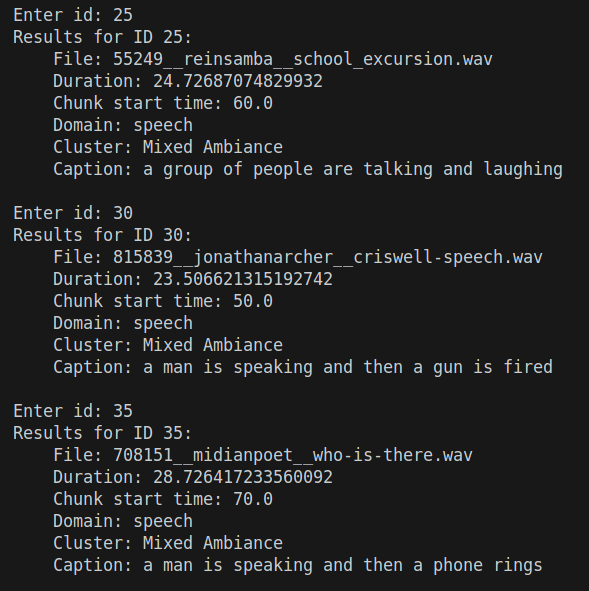 Enter id: 25
Results for ID 25:
    File: 55249__reinsamba__school_excursion.wav
    Duration: 24.72687074829932
    Chunk start time: 60.0
    Domain: speech
    Cluster: Mixed Ambiance
    Caption: a group of people are talking and laughing

Enter id: 30
Results for ID 30:
    File: 815839__jonathanarcher__criswell-speech.wav
    Duration: 23.506621315192742
    Chunk start time: 50.0
    Domain: speech
    Cluster: Mixed Ambiance
    Caption: a man is speaking and then a gun is fired

Enter id: 35
Results for ID 35:
    File: 708151__midianpoet__who-is-there.wav
    Duration: 28.726417233560092
    Chunk start time: 70.0
    Domain: speech
    Cluster: Mixed Ambiance
    Caption: a man is speaking and then a phone rings